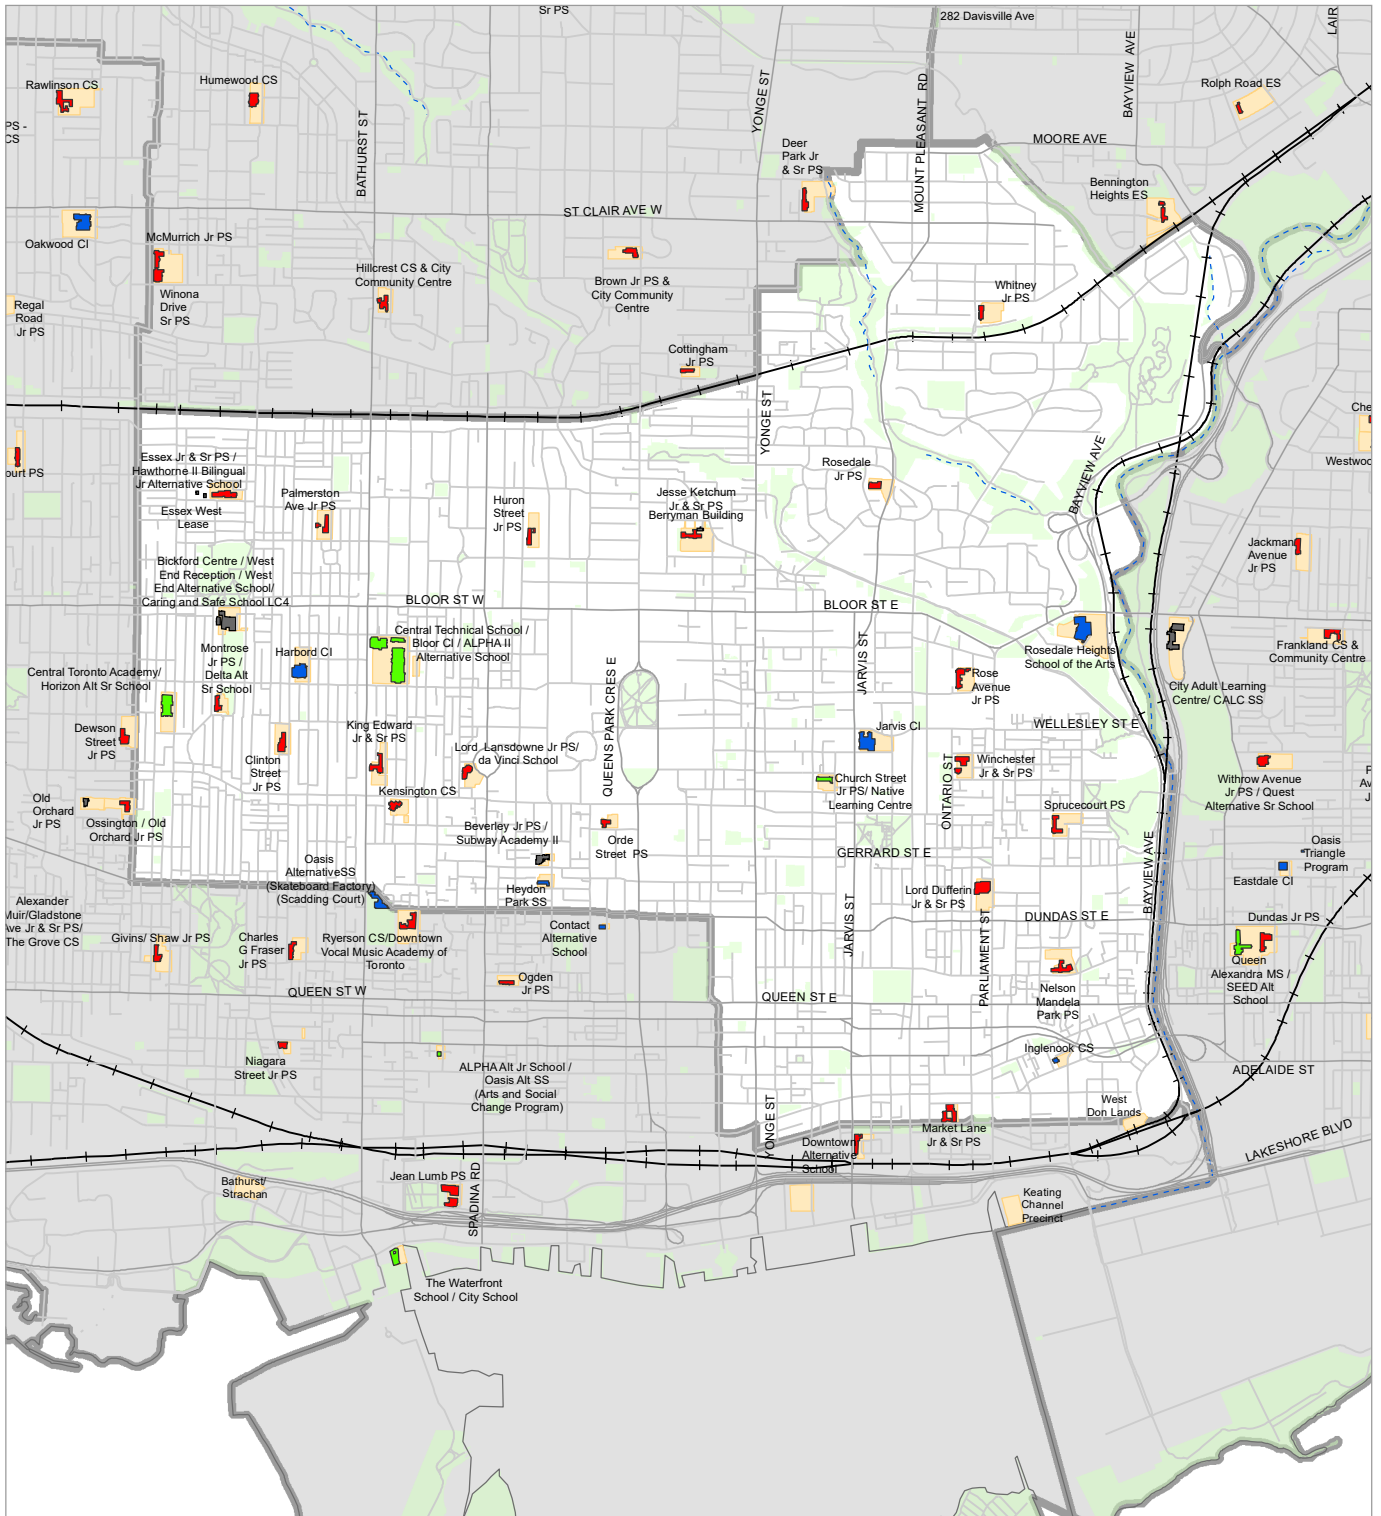 Sr PS
282 Davisville Ave
LAIR
BAYVIEW AVE
MOUNT PLEASANT RD
YONGE ST
BATHURST ST
Rawlinson CS
Humewood CS
Rolph Road ES
PS -
CS
MOORE AVE
Deer
Park Jr
& Sr PS
Bennington
Heights ES
ST CLAIR AVE W
Oakwood CI
McMurrich Jr PS
Winona
Drive
Sr PS
Hillcrest CS & City
Community Centre
Brown Jr PS &
City Community
Centre
Whitney
Jr PS
Regal
Road
Jr PS
Cottingham
Jr PS
YONGE ST
Che
Westwoo
BAYVIEW AVE
ourt PS
Essex Jr & Sr PS /
Hawthorne II Bilingual
Jr Alternative School
Essex West
Lease
Palmerston
Ave Jr PS
Huron
Street
Jr PS
Jesse Ketchum
Jr & Sr PS
Berryman Building
Rosedale
Jr PS
Jackman
Avenue
Jr PS
Bickford Centre / West
End Reception / West
End Alternative School/
Caring and Safe School LC4
BLOOR ST W
BLOOR ST E
Central Technical School /
Bloor CI / ALPHA II
Alternative School
Montrose
Jr PS /
Delta Alt
Sr School
Harbord CI
Central Toronto Academy/
Horizon Alt Sr School
JARVIS ST
QUEENS PARK CRES E
Rosedale Heights
School of the Arts
Frankland CS &
Community Centre
Rose
Avenue
Jr PS
City Adult Learning
Centre/ CALC SS
Dewson
Street
Jr PS
King Edward
Jr & Sr PS
Lord Lansdowne Jr PS/
da Vinci School
Jarvis CI
WELLESLEY ST E
Clinton
Street
Jr PS
Kensington CS
ONTARIO ST
Winchester
Jr & Sr PS
Church Street
Jr PS/ Native
Learning Centre
Withrow Avenue
Jr PS / Quest
Alternative Sr School
Sprucecourt PS
Old
Orchard
Jr PS
Ossington / Old
Orchard Jr PS
Beverley Jr PS /
Subway Academy II
Orde
Street PS
GERRARD ST E
Oasis
Triangle
Program
Eastdale CI
BAYVIEW AVE
Oasis
AlternativeSS
(Skateboard Factory)
(Scadding Court)
Heydon
Park SS
Lord Dufferin
Jr & Sr PS
Alexander
Muir/Gladstone
Ave Jr & Sr PS/
The Grove CS
Givins/ Shaw Jr PS
Charles
G Fraser
Jr PS
Ryerson CS/Downtown
Vocal Music Academy of
Toronto
Contact
Alternative
School
JARVIS ST
PARLIAMENT ST
DUNDAS ST E
Dundas Jr PS
Queen
Alexandra MS /
SEED Alt
School
QUEEN ST W
Ogden
Jr PS
QUEEN ST E
Nelson
Mandela
Park PS
Niagara
Street Jr PS
ALPHA Alt Jr School /
Oasis Alt SS
(Arts and Social
Change Program)
Inglenook CS
ADELAIDE ST
YONGE ST
West
Don Lands
Market Lane
Jr & Sr PS
Downtown
Alternative
School
LAKESHORE BLVD
Bathurst/
Strachan
Jean Lumb PS
SPADINA RD
Keating
Channel
Precinct
The Waterfront
School / City School